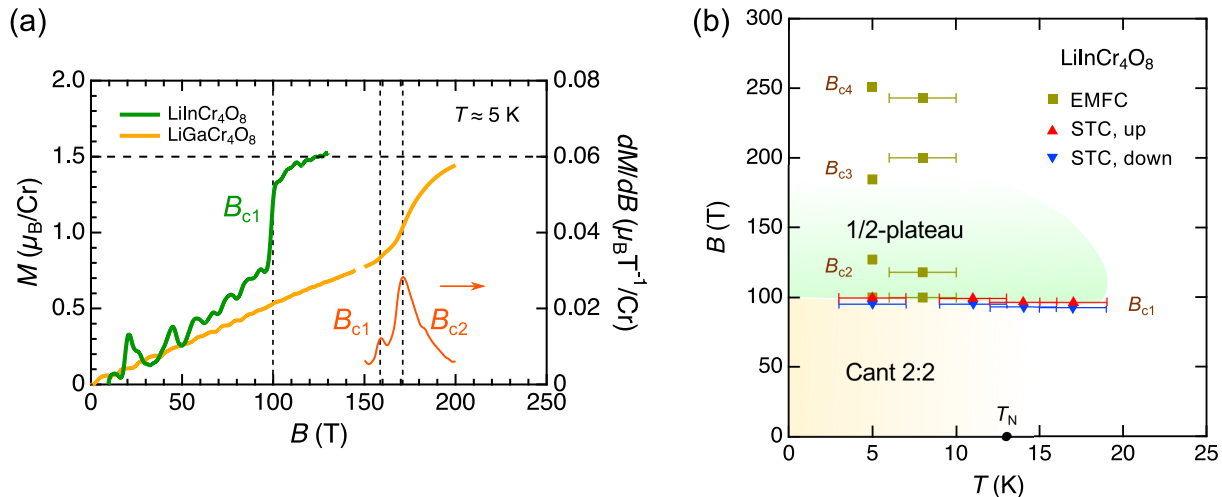 (a)
2.0
1.5
1.0
0.5
0
M (μB/Cr)
LiInCr4O8
LiGaCr4O8
T ≈ 5 K
Bc1
Bc1
Bc2
0.08
0.06
0.04
0.02
0
dM/dB (μBT-1/Cr)
0 50 100 150 200 250
B (T)
(b)
300
250
200
150
100
50
0
B (T)
LiInCr4O8
EMFC
STC, up
STC, down
Bc4
Bc3
1/2-plateau
Bc2
Bc1
Cant 2:2
TN
0 5 10 15 20 25
T (K)